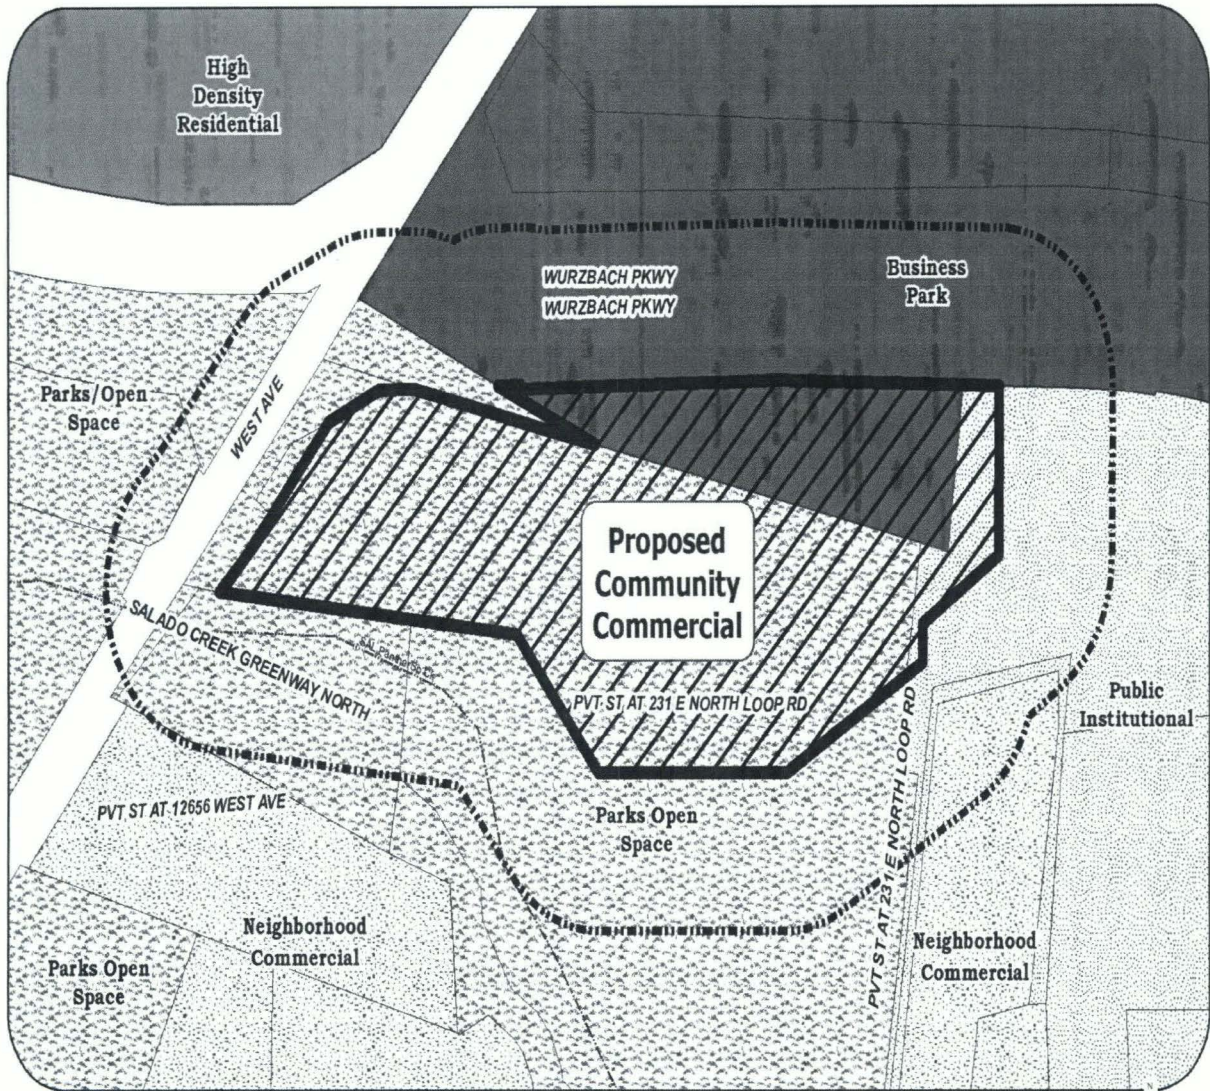 High
Density
Residential
WURZBACH PKWY
WURZBACH PKWY
Business
Park
Parks/Open
Space
WEST AVE
Proposed
Community
Commercial
SALADO CREEK GREENWAY NORTH
PVT ST AT 231 E NORTH LOOP RD
PVT ST AT 231 E NORTH LOOP RD
Public
Institutional
PVT ST AT 12656 WEST AVE
Parks Open
Space
Neighborhood
Commercial
Neighborhood
Commercial
Parks Open
Space